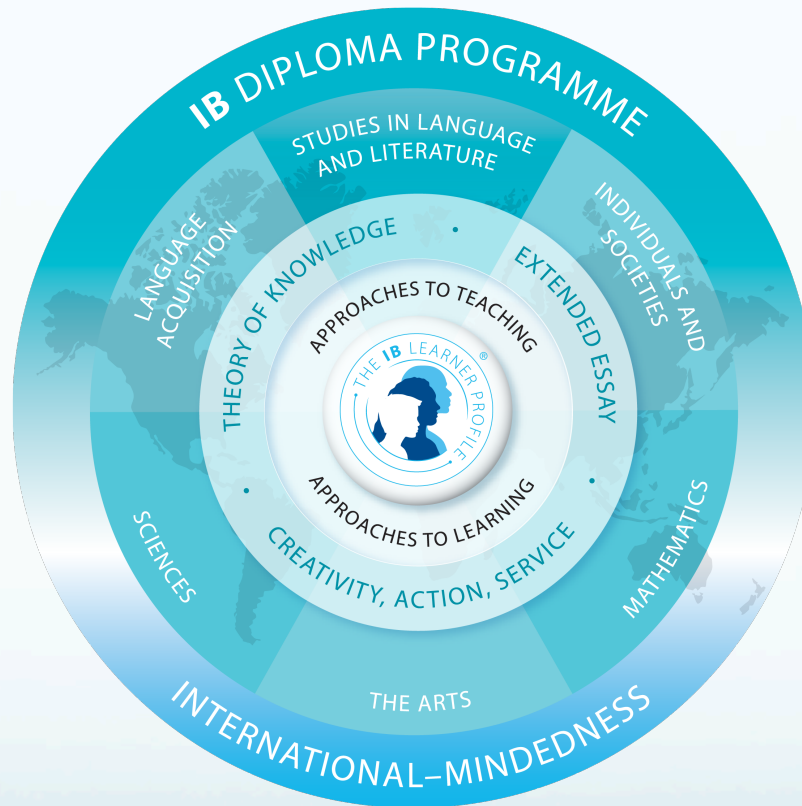 IB DIPLOMA PROGRAMME
STUDIES IN LANGUAGE
AND LITERATURE
LANGUAGE
ACQUISITION
INDIVIDUALS AND
SOCIETIES
THEORY OF KNOWLEDGE
EXTENDED ESSAY
APPROACHES TO TEACHING
THE IB LEARNER PROFILE ®
APPROACHES TO LEARNING
CREATIVITY, ACTION, SERVICE
SCIENCES
MATHEMATICS
THE ARTS
INTERNATIONAL–MINDEDNESS